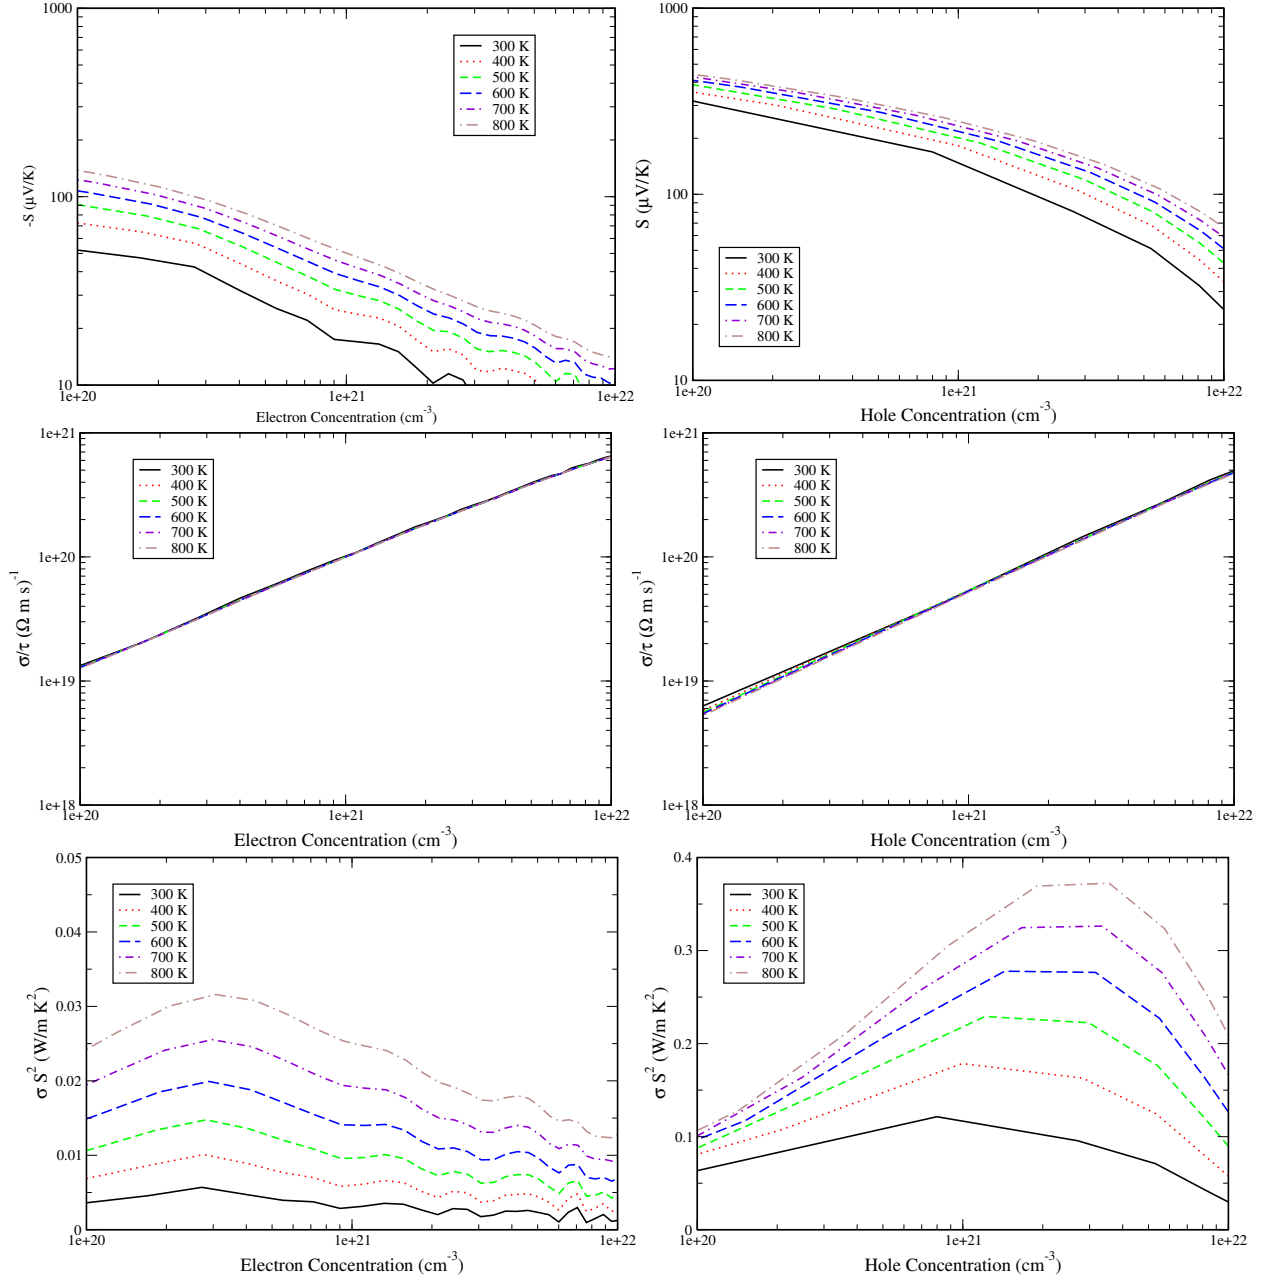 1000
100
10
-S (μV/K)
300 K
400 K
500 K
600 K
700 K
800 K
1e+20
1e+21
1e+22
Electron Concentration (cm-3)
1000
100
10
S (μV/K)
300 K
400 K
500 K
600 K
700 K
800 K
1e+20
1e+21
1e+22
Hole Concentration (cm-3)
1e+21
1e+20
1e+19
1e+18
σ/τ (Ω m s)-1
300 K
400 K
500 K
600 K
700 K
800 K
1e+20
1e+21
1e+22
Electron Concentration (cm-3)
1e+21
1e+20
1e+19
1e+18
σ/τ (Ω m s)-1
300 K
400 K
500 K
600 K
700 K
800 K
1e+20
1e+21
1e+22
Hole Concentration (cm-3)
0.05
0.04
0.03
0.02
0.01
0
σ S2 (W/m K2)
300 K
400 K
500 K
600 K
700 K
800 K
1e+20
1e+21
1e+22
Electron Concentration (cm-3)
0.4
0.3
0.2
0.1
0
σ S2 (W/m K2)
300 K
400 K
500 K
600 K
700 K
800 K
1e+20
1e+21
1e+22
Hole Concentration (cm-3)